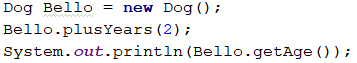 Dog Bello = new Dog();
Bello.plusYears(2);
System.out.println(Bello.getAge());